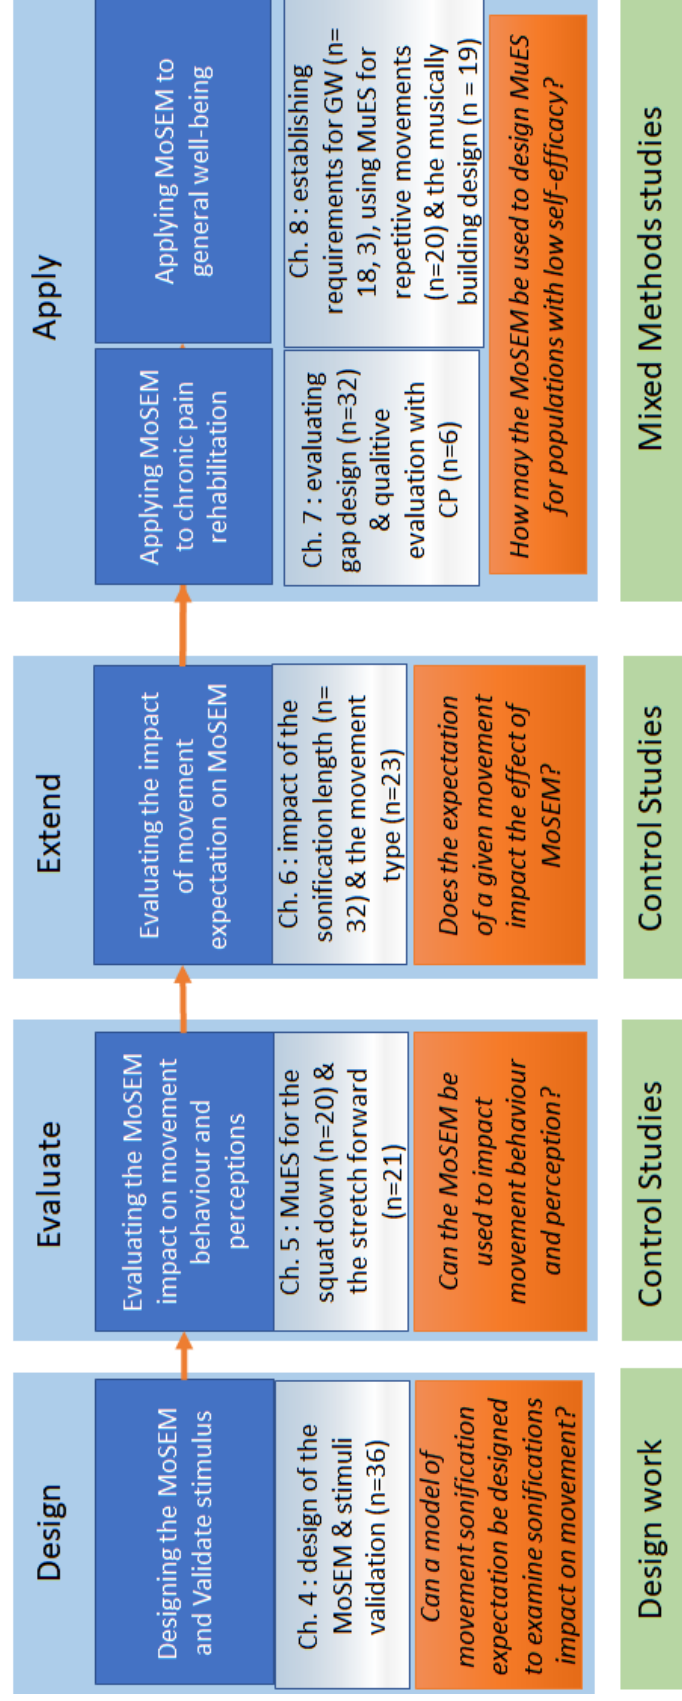 Design
Designing the MoSEM
and Validate stimulus
Ch. 4 : design of the
MoSEM & stimuli
validation (n=36)
Can a model of
movement sonification
expectation be designed
to examine sonifications
impact on movement?
Design work
Evaluate
Evaluating the MoSEM
impact on movement
behaviour and
perceptions
Ch. 5 : MuES for the
squat down (n=20) &
the stretch forward
(n=21)
Can the MoSEM be
used to impact
movement behaviour
and perception?
Control Studies
Extend
Evaluating the impact
of movement
expectation on MoSEM
Ch. 6 : impact of the
sonification length (n=
32) & the movement
type (n=23)
Does the expectation
of a given movement
impact the effect of
MoSEM?
Control Studies
Apply
Applying MoSEM
to chronic pain
rehabilitation
Ch. 7 : evaluating
gap design (n=32)
& qualitive
evaluation with
CP (n=6)
Applying MoSEM to
general well-being
Ch. 8 : establishing
requirements for GW (n=
18, 3), using MuES for
repetitive movements
(n=20) & the musically
building design (n = 19)
How may the MoSEM be used to design MuES
for populations with low self-efficacy?
Mixed Methods studies